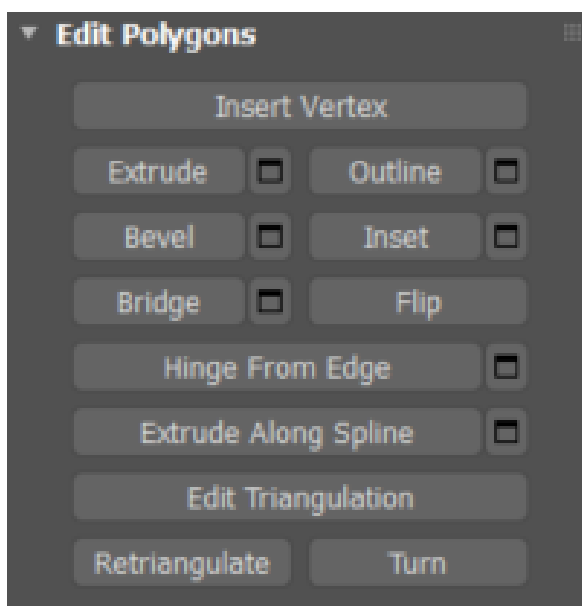 Edit Polygons
Insert Vertex
Extrude Outline
Bevel Inset
Bridge Flip
Hinge From Edge
Extrude Along Spline
Edit Triangulation
Retriangulate Turn